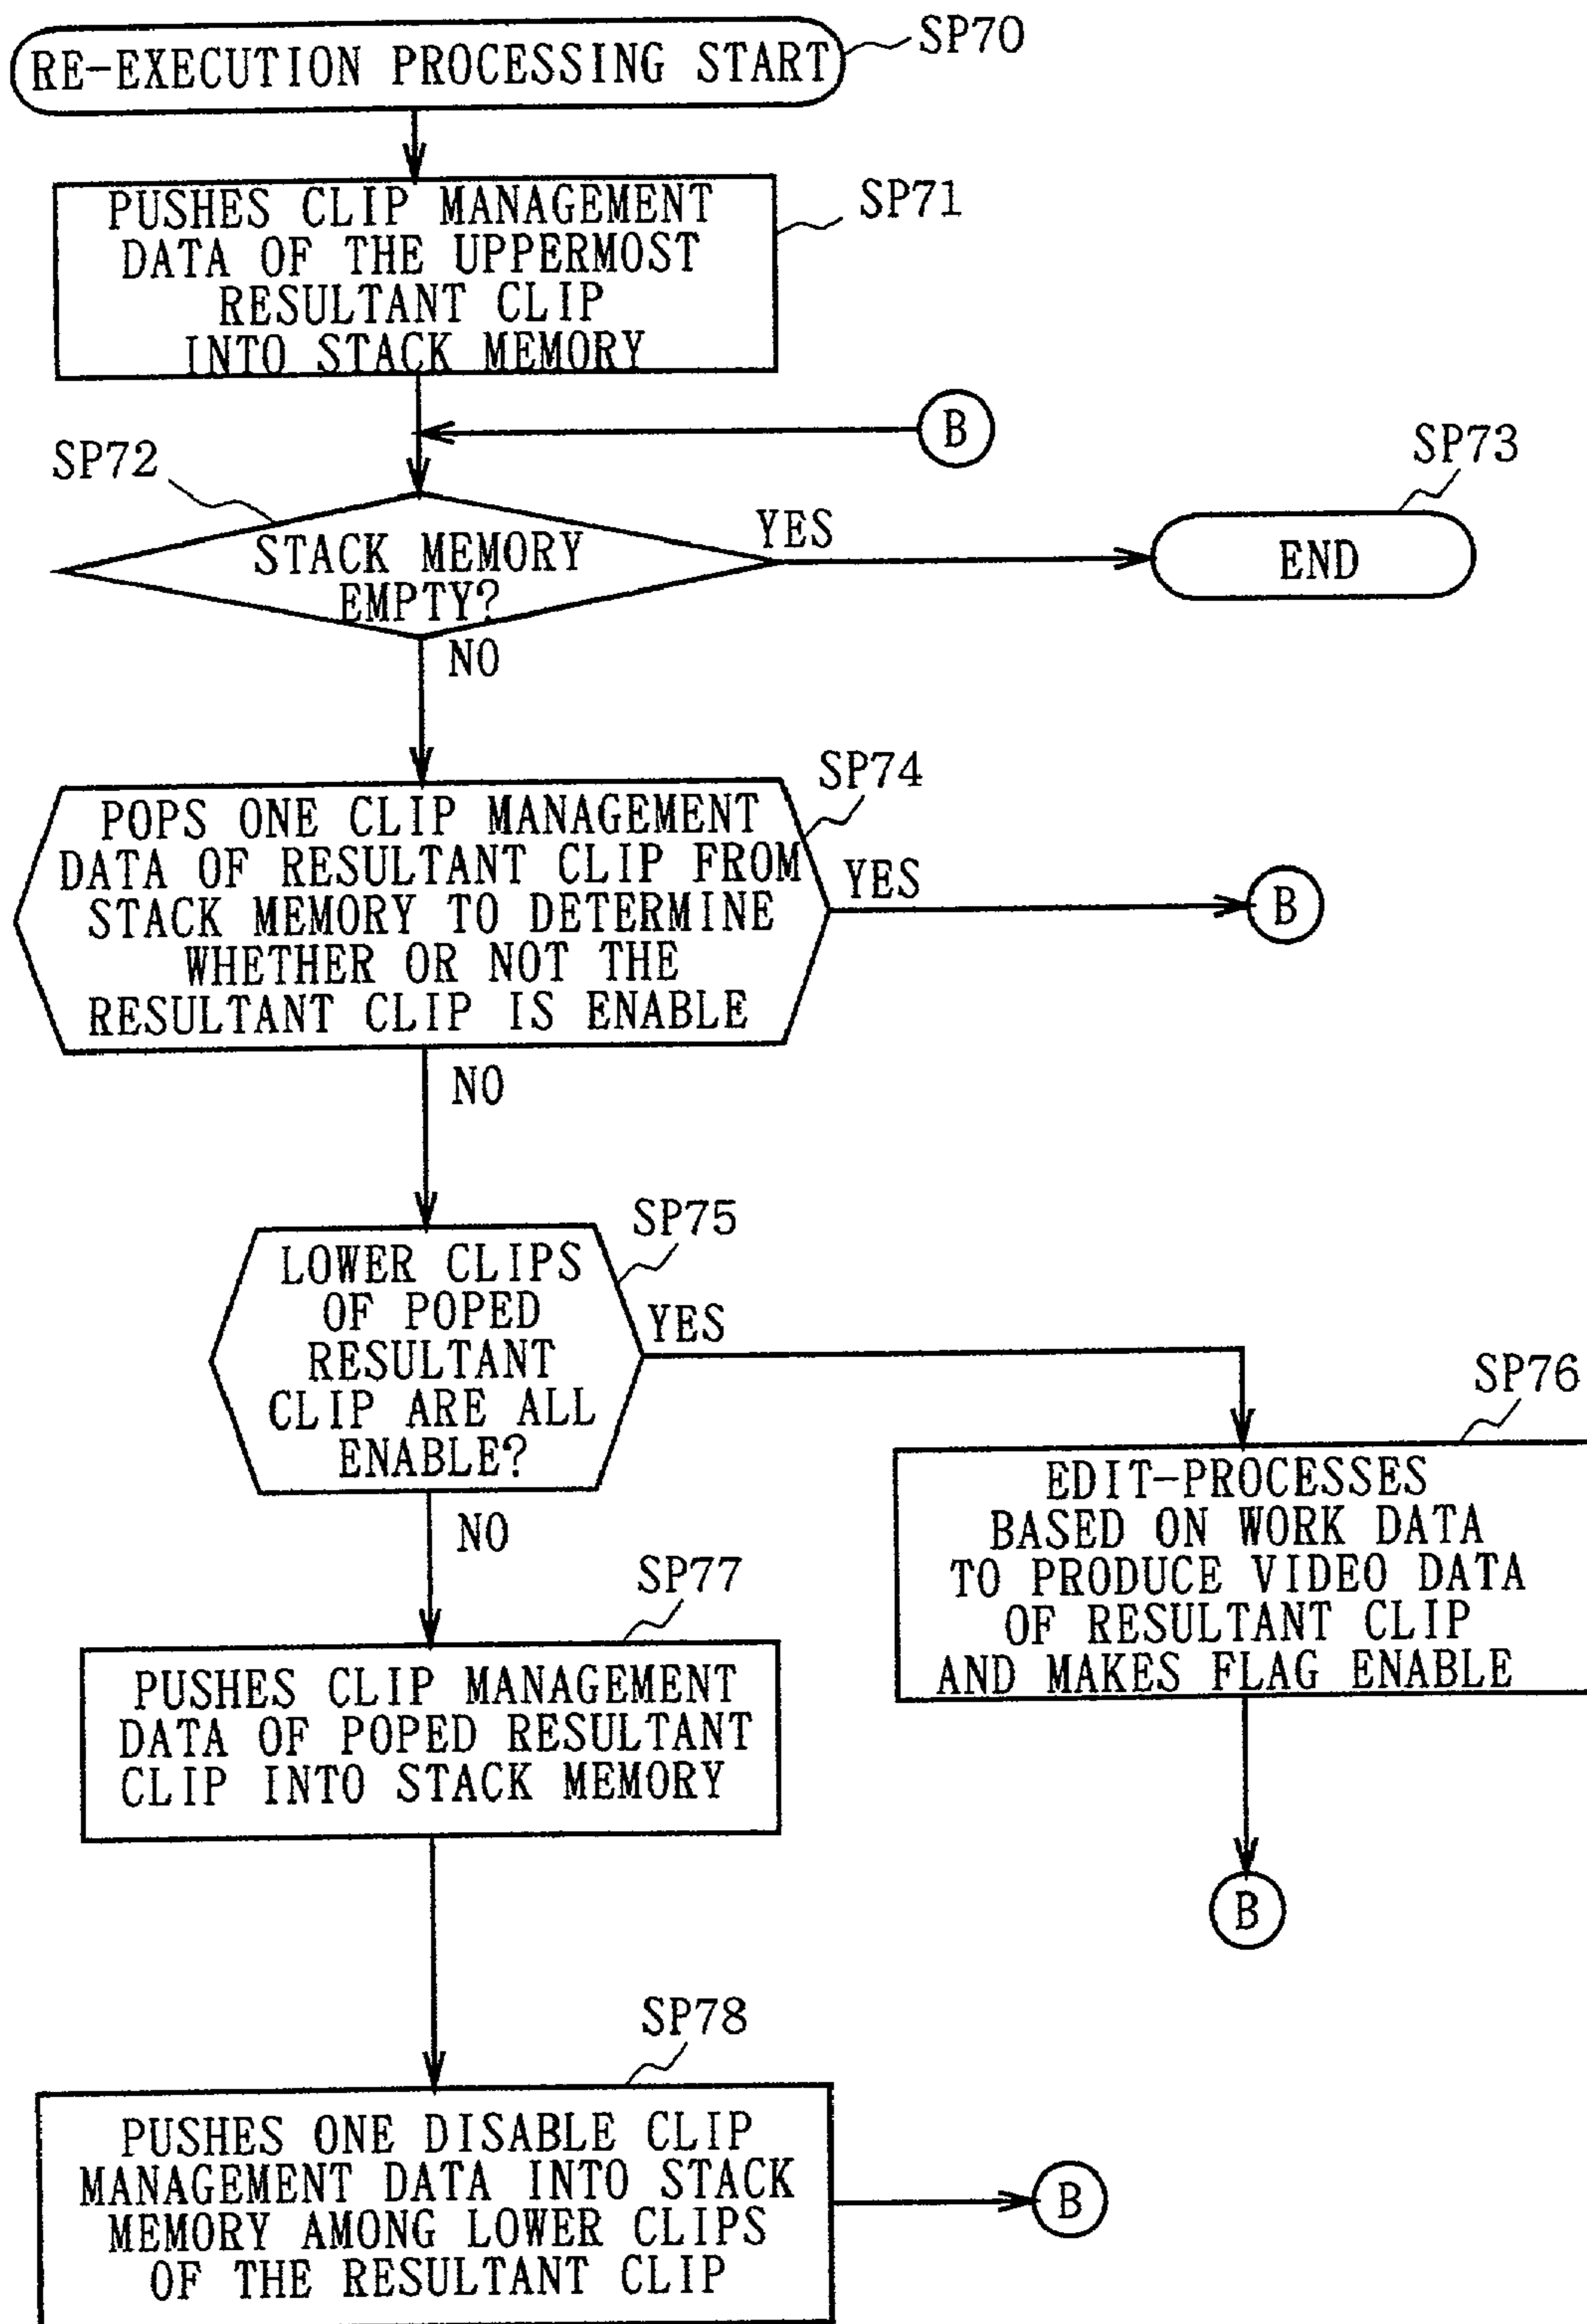 RE-EXECUTION PROCESSING START
SP70
PUSHES CLIP MANAGEMENT
DATA OF THE UPPERMOST
RESULTANT CLIP
INTO STACK MEMORY
SP71
B
SP72
STACK MEMORY
EMPTY?
YES
SP73
END
NO
SP74
POPS ONE CLIP MANAGEMENT
DATA OF RESULTANT CLIP FROM
STACK MEMORY TO DETERMINE
WHETHER OR NOT THE
RESULTANT CLIP IS ENABLE
YES
B
NO
SP75
LOWER CLIPS
OF POPED
RESULTANT
CLIP ARE ALL
ENABLE?
YES
SP76
EDIT-PROCESSES
BASED ON WORK DATA
TO PRODUCE VIDEO DATA
OF RESULTANT CLIP
AND MAKES FLAG ENABLE
B
NO
SP77
PUSHES CLIP MANAGEMENT
DATA OF POPED RESULTANT
CLIP INTO STACK MEMORY
SP78
PUSHES ONE DISABLE CLIP
MANAGEMENT DATA INTO STACK
MEMORY AMONG LOWER CLIPS
OF THE RESULTANT CLIP
B